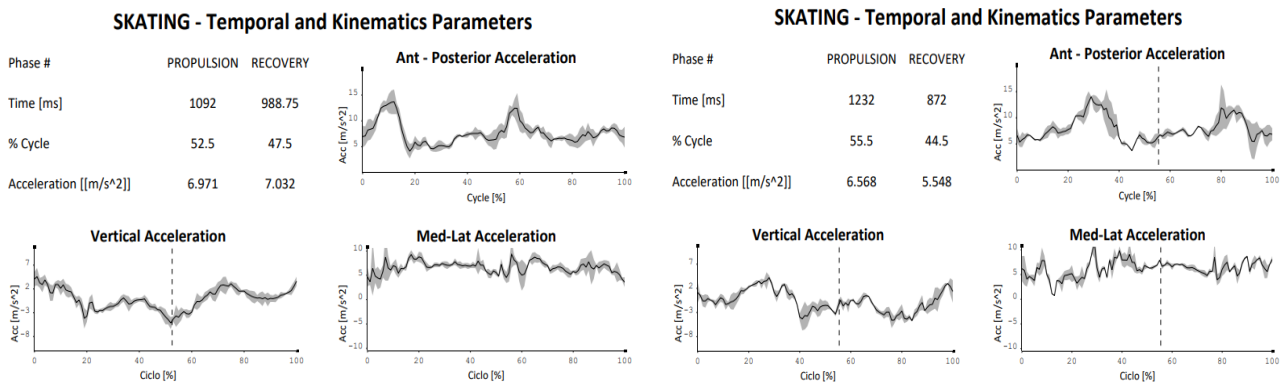 SKATING - Temporal and Kinematics Parameters
Phase # PROPULSION RECOVERY
Time [ms] 1092 988.75
% Cycle 52.5 47.5
Acceleration [[m/s^2]] 6.971 7.032
Ant - Posterior Acceleration
Acc [m/s^2]
15
10
5
0 20 40 60 80 100
Cycle [%]
Vertical Acceleration
Acc [m/s^2]
7
2
−3
−8
0 20 40 60 80 100
Ciclo [%]
Med-Lat Acceleration
Acc [m/s^2]
10
5
0
−5
−10
0 20 40 60 80 100
Ciclo [%]
SKATING - Temporal and Kinematics Parameters
Phase # PROPULSION RECOVERY
Time [ms] 1232 872
% Cycle 55.5 44.5
Acceleration [[m/s^2]] 6.568 5.548
Ant - Posterior Acceleration
Acc [m/s^2]
15
10
5
0 20 40 60 80 100
Cycle [%]
Vertical Acceleration
Acc [m/s^2]
7
2
−3
−8
0 20 40 60 80 100
Ciclo [%]
Med-Lat Acceleration
Acc [m/s^2]
10
5
0
−5
−10
0 20 40 60 80 100
Ciclo [%]